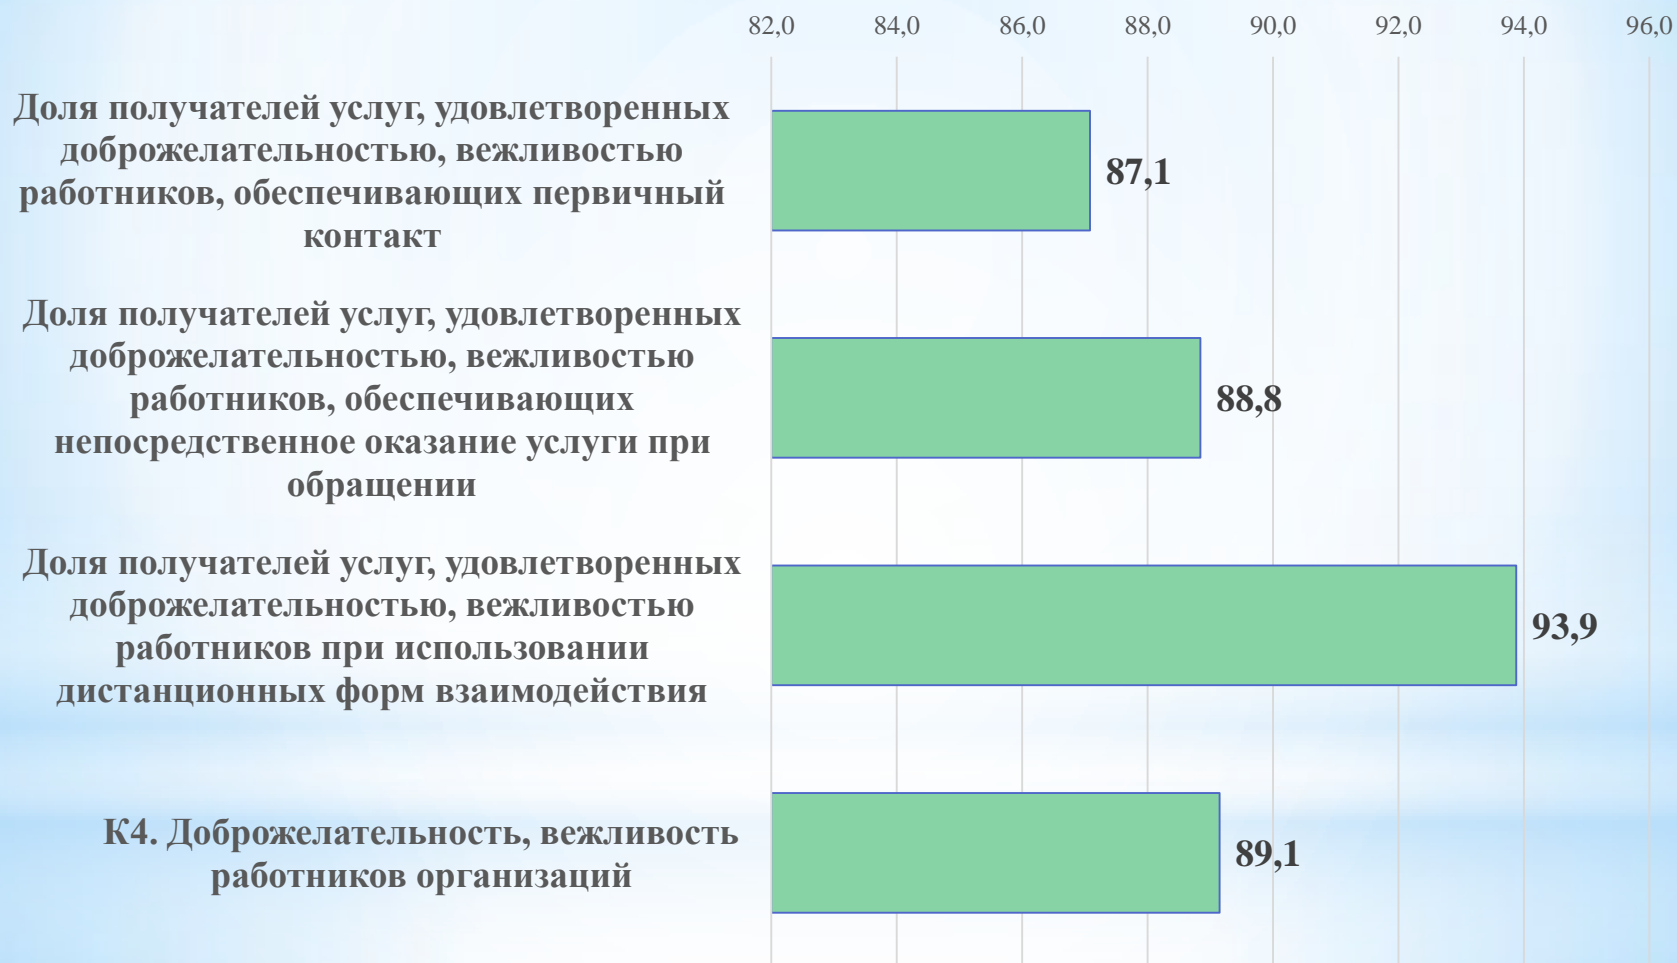 82,0 84,0 86,0 88,0 90,0 92,0 94,0 96,0
Доля получателей услуг, удовлетворенных
доброжелательностью, вежливостью
работников, обеспечивающих первичный
контакт
87,1
Доля получателей услуг, удовлетворенных
доброжелательностью, вежливостью
работников, обеспечивающих
непосредственное оказание услуги при
обращении
88,8
Доля получателей услуг, удовлетворенных
доброжелательностью, вежливостью
работников при использовании
дистанционных форм взаимодействия
93,9
К4. Доброжелательность, вежливость
работников организаций
89,1